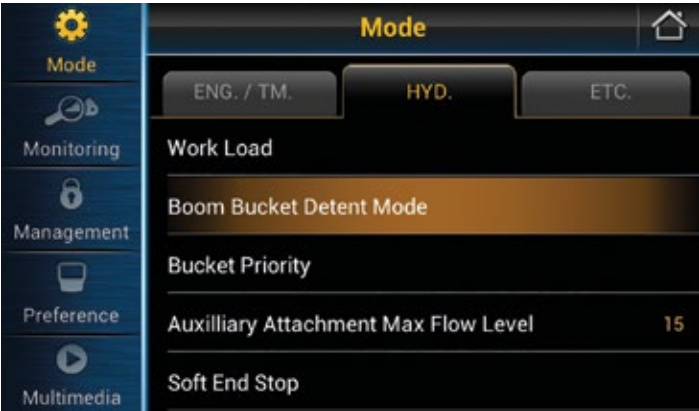 Mode
Mode
ENG. / TM.
HYD.
ETC.
Monitoring
Work Load
Management
Boom Bucket Detent Mode
Bucket Priority
Preference
Auxilliary Attachment Max Flow Level 15
Multimedia
Soft End Stop